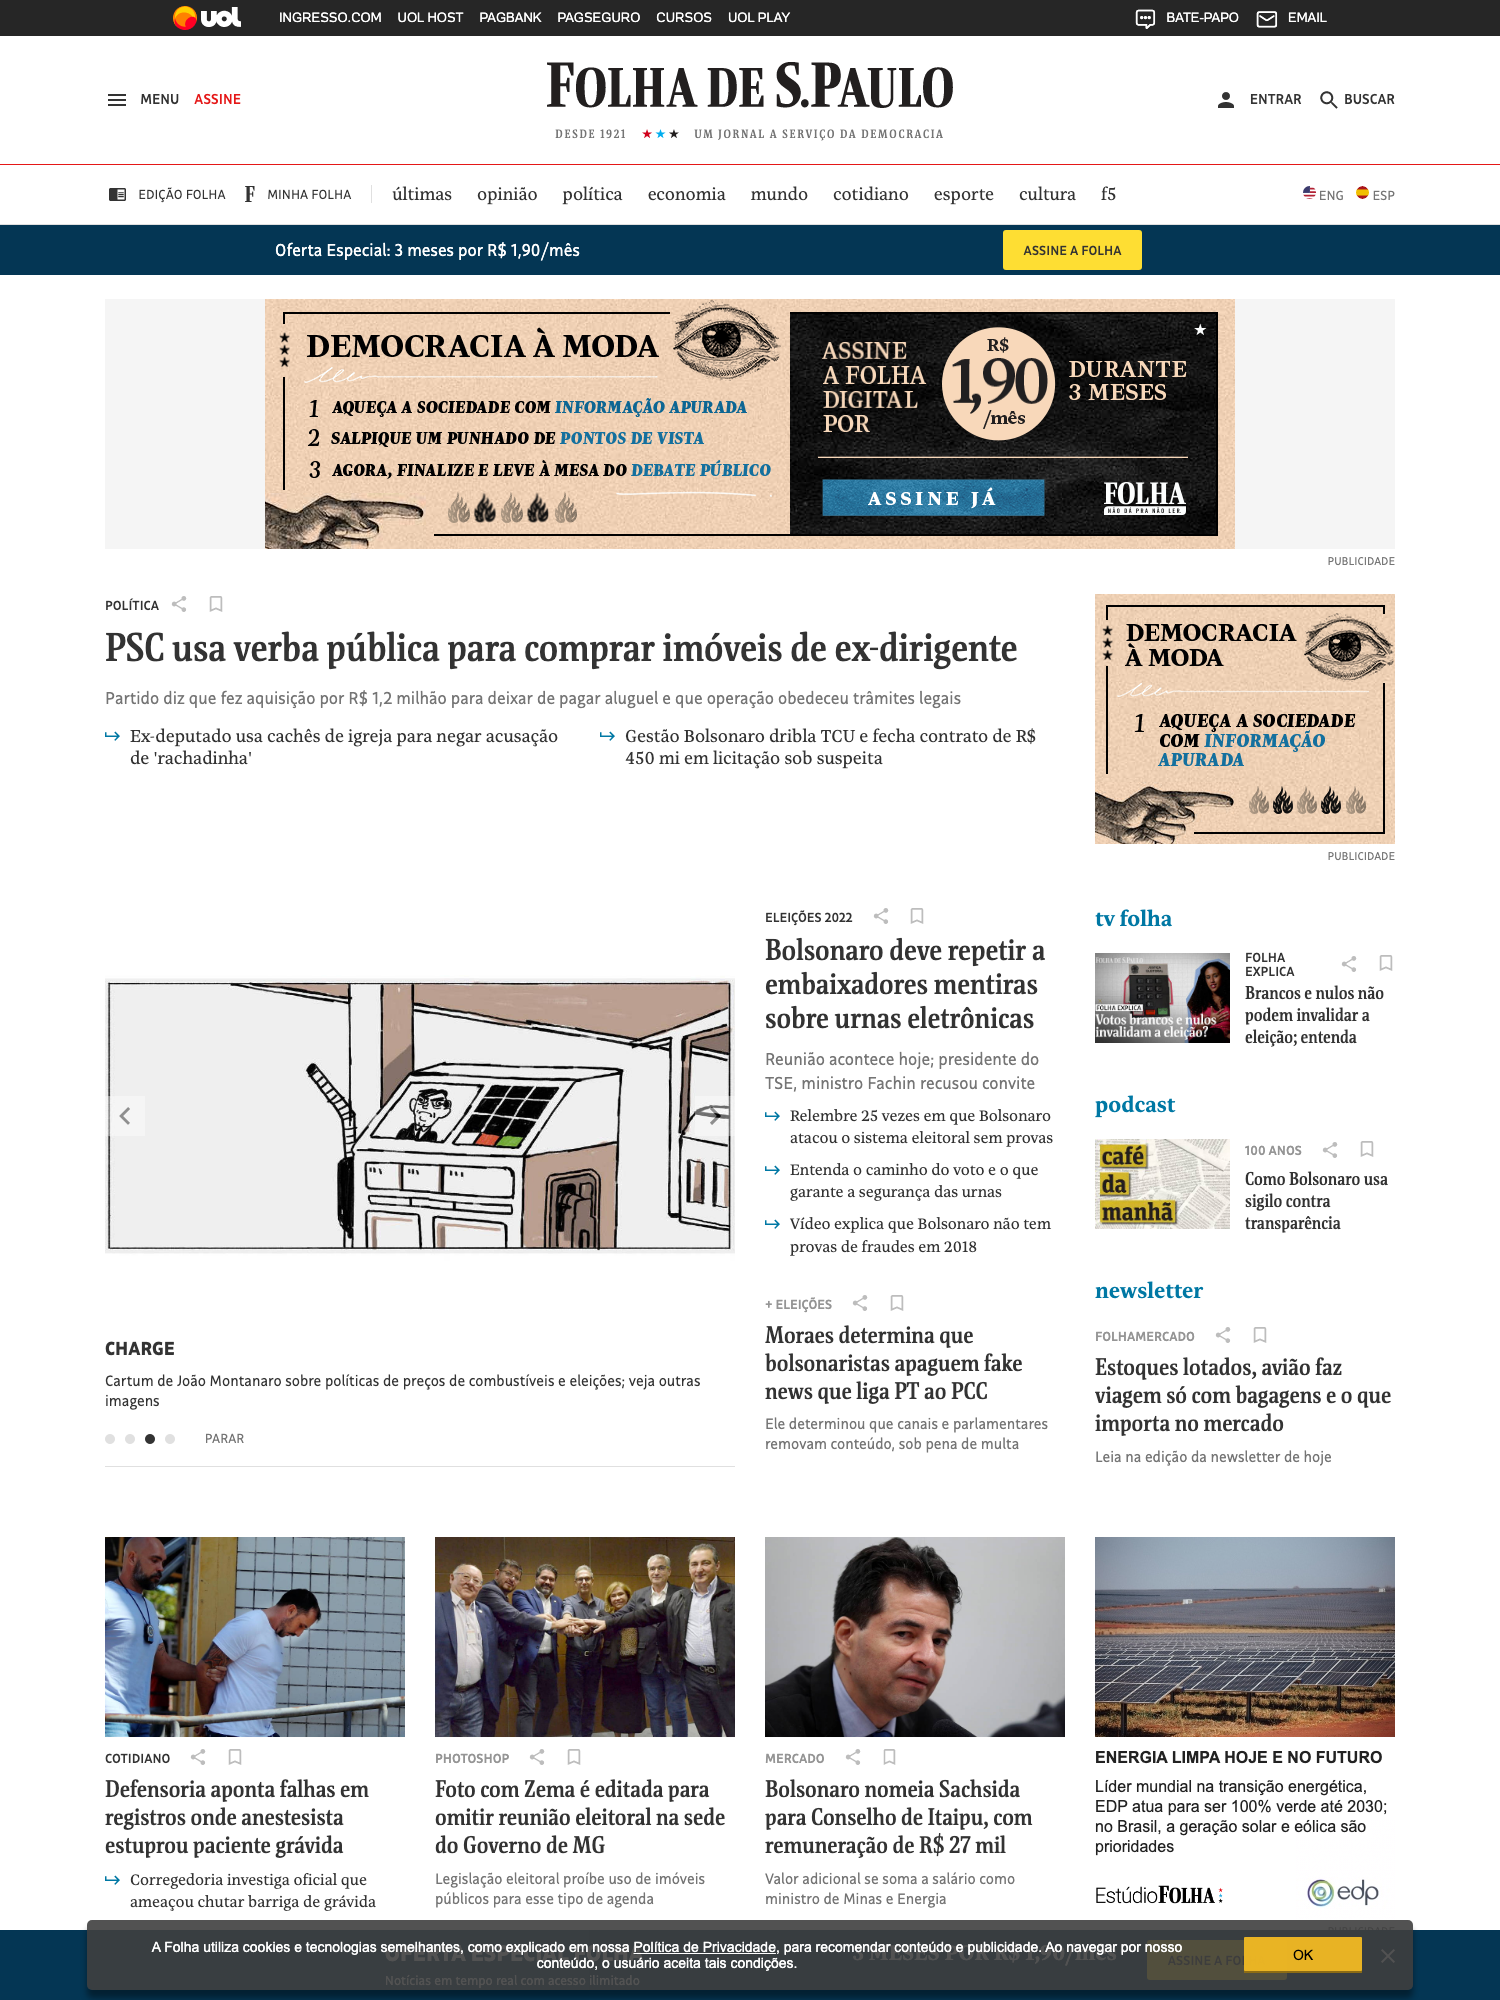 uol INGRESSO.COM UOL HOST PAGBANK PAGSEGURO CURSOS UOL PLAY BATE-PAPO EMAIL
MENU ASSINE
FOLHA DE S.PAULO
DESDE 1921 ★★★ UM JORNAL A SERVIÇO DA DEMOCRACIA
ENTRAR BUSCAR
EDIÇÃO FOLHA F MINHA FOLHA últimas opinião política economia mundo cotidiano esporte cultura f5 ENG ESP
Oferta Especial: 3 meses por R$ 1,90/mês ASSINE A FOLHA
DEMOCRACIA À MODA
1 AQUEÇA A SOCIEDADE COM INFORMAÇÃO APURADA
2 SALPIQUE UM PUNHADO DE PONTOS DE VISTA
3 AGORA, FINALIZE E LEVE À MESA DO DEBATE PÚBLICO
ASSINE
A FOLHA
DIGITAL
POR
R$
1,90
/mês
DURANTE
3 MESES
ASSINE JÁ
FOLHA
NÃO DÁ PRA NÃO LER.
PUBLICIDADE
POLÍTICA
PSC usa verba pública para comprar imóveis de ex-dirigente
Partido diz que fez aquisição por R$ 1,2 milhão para deixar de pagar aluguel e que operação obedeceu trâmites legais
Ex-deputado usa cachês de igreja para negar acusação
de 'rachadinha'
Gestão Bolsonaro dribla TCU e fecha contrato de R$
450 mi em licitação sob suspeita
DEMOCRACIA
À MODA
1 AQUEÇA A SOCIEDADE
COM INFORMAÇÃO
APURADA
PUBLICIDADE
CHARGE
Cartum de João Montanaro sobre políticas de preços de combustíveis e eleições; veja outras
imagens
PARAR
ELEIÇÕES 2022
Bolsonaro deve repetir a
embaixadores mentiras
sobre urnas eletrônicas
Reunião acontece hoje; presidente do
TSE, ministro Fachin recusou convite
Relembre 25 vezes em que Bolsonaro
atacou o sistema eleitoral sem provas
Entenda o caminho do voto e o que
garante a segurança das urnas
Vídeo explica que Bolsonaro não tem
provas de fraudes em 2018
+ ELEIÇÕES
Moraes determina que
bolsonaristas apaguem fake
news que liga PT ao PCC
Ele determinou que canais e parlamentares
removam conteúdo, sob pena de multa
tv folha
FOLHA DE S.PAULO
FOLHA EXPLICA
Votos brancos e nulos
invalidam a eleição?
FOLHA
EXPLICA
Brancos e nulos não
podem invalidar a
eleição; entenda
podcast
café
da
manhã
100 ANOS
Como Bolsonaro usa
sigilo contra
transparência
newsletter
FOLHAMERCADO
Estoques lotados, avião faz
viagem só com bagagens e o que
importa no mercado
Leia na edição da newsletter de hoje
COTIDIANO
Defensoria aponta falhas em
registros onde anestesista
estuprou paciente grávida
Corregedoria investiga oficial que
ameaçou chutar barriga de grávida
PHOTOSHOP
Foto com Zema é editada para
omitir reunião eleitoral na sede
do Governo de MG
Legislação eleitoral proíbe uso de imóveis
públicos para esse tipo de agenda
MERCADO
Bolsonaro nomeia Sachsida
para Conselho de Itaipu, com
remuneração de R$ 27 mil
Valor adicional se soma a salário como
ministro de Minas e Energia
ENERGIA LIMPA HOJE E NO FUTURO
Líder mundial na transição energética,
EDP atua para ser 100% verde até 2030;
no Brasil, a geração solar e eólica são
prioridades
EstúdioFOLHA edp
A Folha utiliza cookies e tecnologias semelhantes, como explicado em nossa Política de Privacidade, para recomendar conteúdo e publicidade. Ao navegar por nosso
conteúdo, o usuário aceita tais condições.
OK
Notícias em tempo real com acesso ilimitado
ASSINE A FO